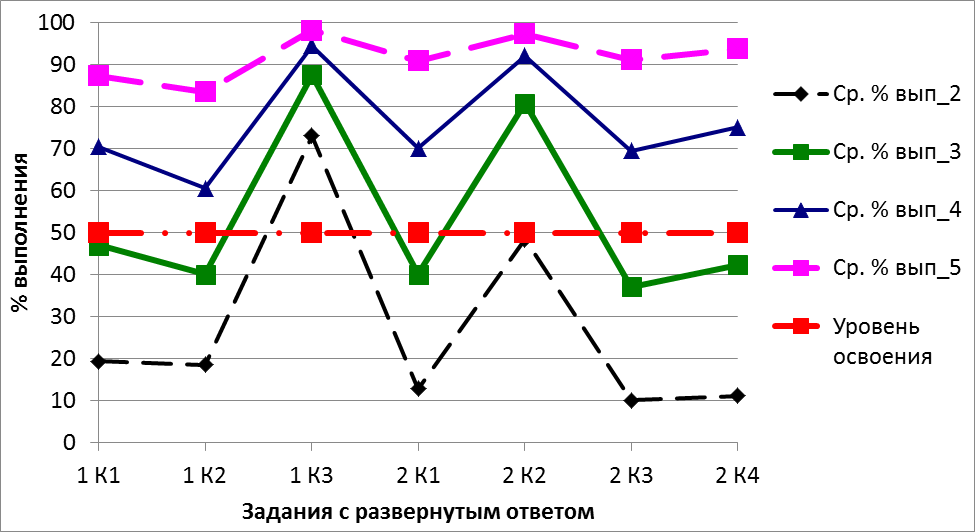 100
90
80
70
60
50
40
30
20
10
0
% выполнения
1 К1 1 К2 1 К3 2 К1 2 К2 2 К3 2 К4
Задания с развернутым ответом
Ср. % вып_2
Ср. % вып_3
Ср. % вып_4
Ср. % вып_5
Уровень
освоения